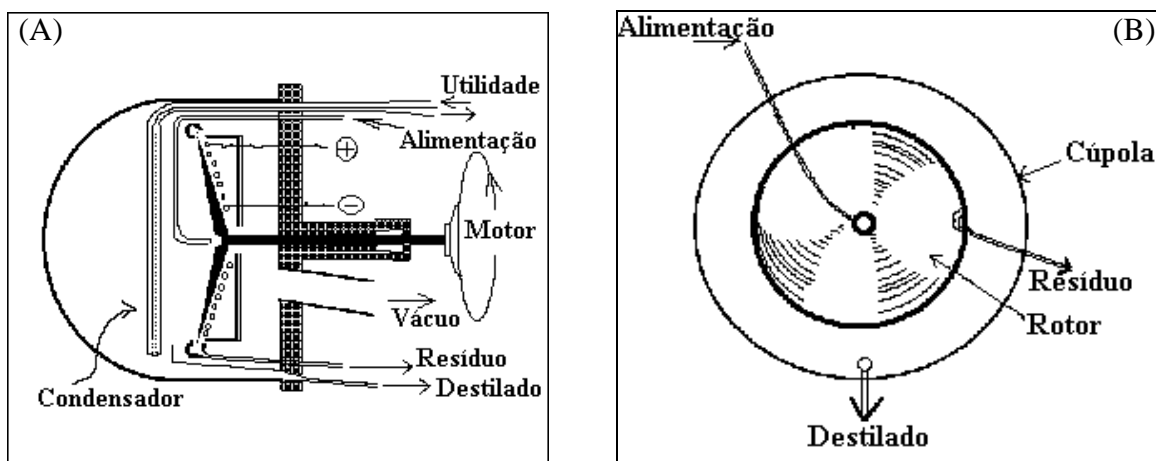 (A)
Utilidade
Alimentação
Motor
Vácuo
Resíduo
Destilado
Condensador
(B)
Alimentação
Cúpola
Resíduo
Rotor
Destilado